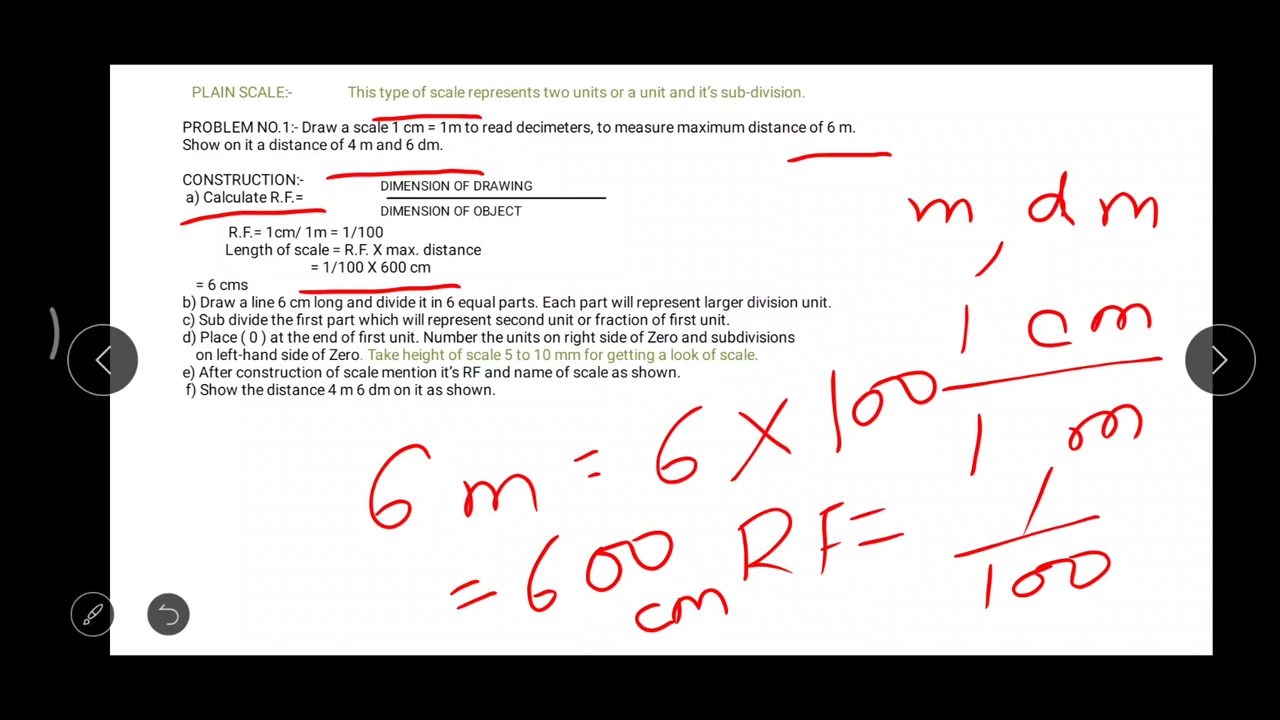 PLAIN SCALE:- This type of scale represents two units or a unit and it's sub-division.
PROBLEM NO.1:- Draw a scale 1 cm = 1m to read decimeters, to measure maximum distance of 6 m.
Show on it a distance of 4 m and 6 dm.
CONSTRUCTION:-
a) Calculate R.F.=
DIMENSION OF DRAWING
DIMENSION OF OBJECT
R.F.= 1cm/ 1m = 1/100
Length of scale = R.F. X max. distance
= 1/100 X 600 cm
= 6 cms
b) Draw a line 6 cm long and divide it in 6 equal parts. Each part will represent larger division unit.
c) Sub divide the first part which will represent second unit or fraction of first unit.
d) Place ( 0 ) at the end of first unit. Number the units on right side of Zero and subdivisions
on left-hand side of Zero. Take height of scale 5 to 10 mm for getting a look of scale.
e) After construction of scale mention it's RF and name of scale as shown.
f) Show the distance 4 m 6 dm on it as shown.
m, dm
1 cm
1 m
6 m = 6 X 100
= 600 cm
RF = 1/100